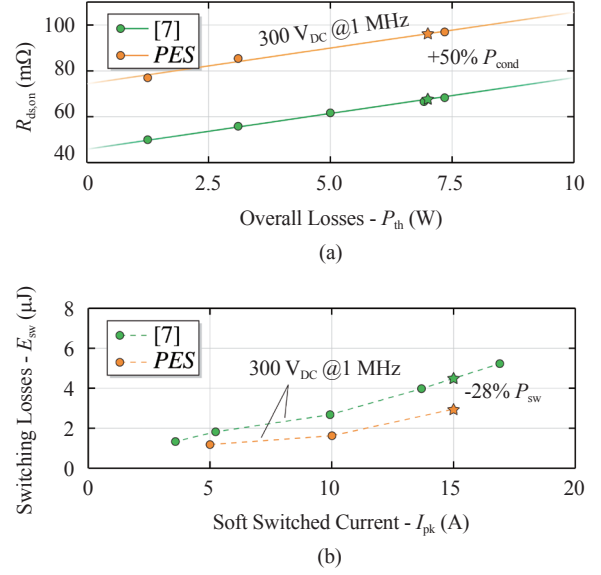 100
80
60
40
R_ds,on (mΩ)
[7]
PES
300 V_DC @1 MHz
+50% P_cond
0
2.5
5.0
7.5
10
Overall Losses - P_th (W)
(a)
8
6
4
2
0
Switching Losses - E_sw (µJ)
[7]
PES
300 V_DC @1 MHz
-28% P_sw
0
5
10
15
20
Soft Switched Current - I_pk (A)
(b)